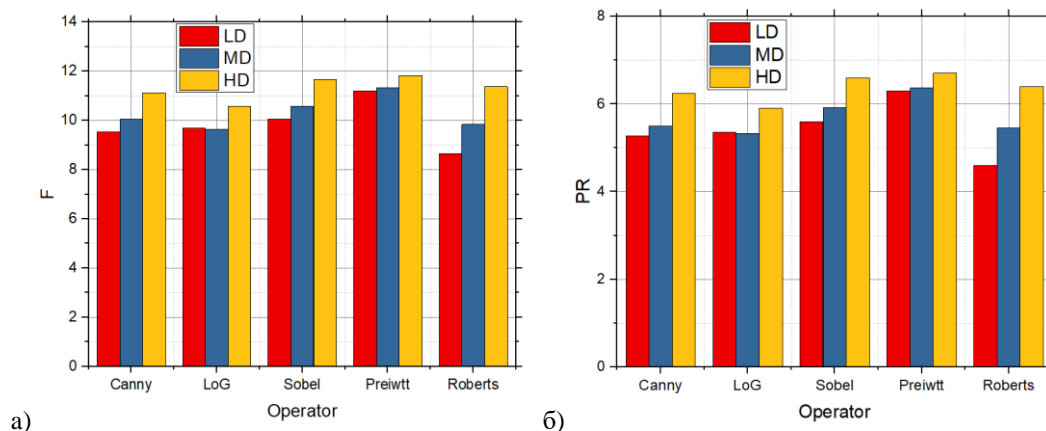 14
12
10
8
6
4
2
0
F
LD
MD
HD
Canny
LoG
Sobel
Preiwtt
Roberts
Operator
а)
8
6
4
2
0
PR
LD
MD
HD
Canny
LoG
Sobel
Preiwtt
Roberts
Operator
б)